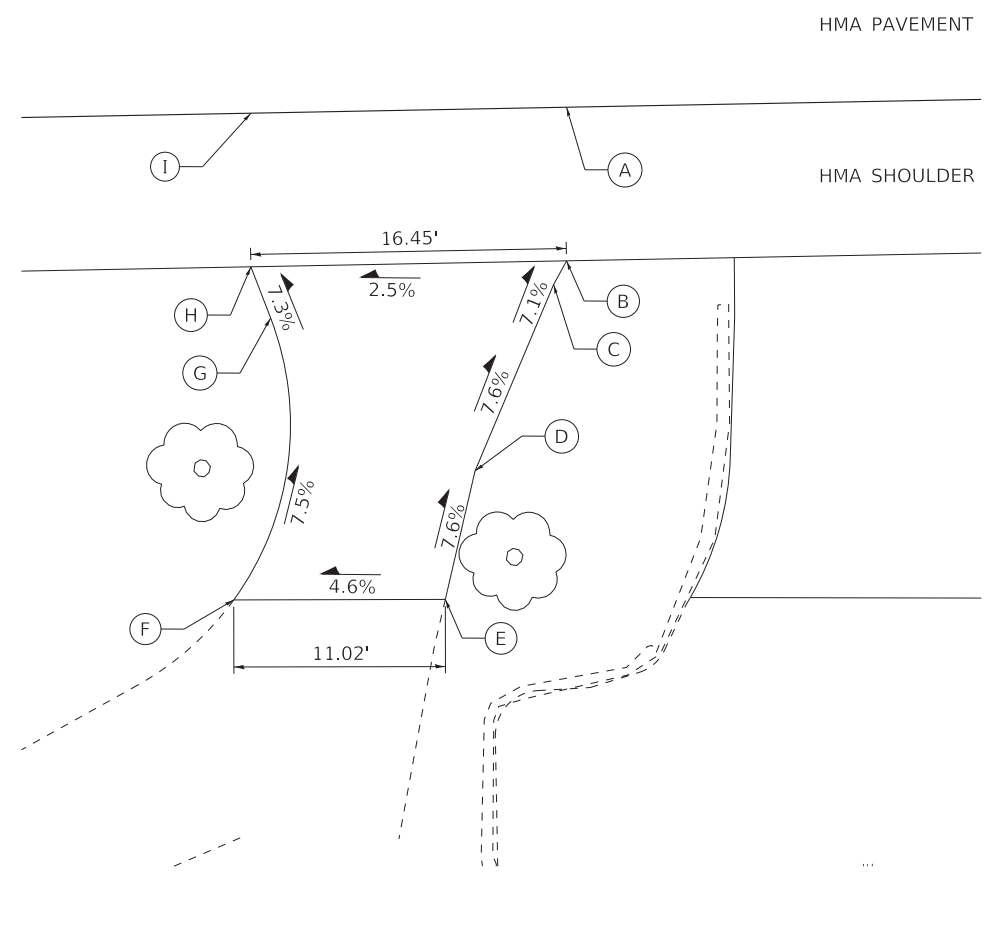 HMA PAVEMENT
I
A
HMA SHOULDER
16.45'
2.5%
7.3%
7.1%
H
B
C
G
7.6%
D
7.5%
7.6%
4.6%
F
E
11.02'
...